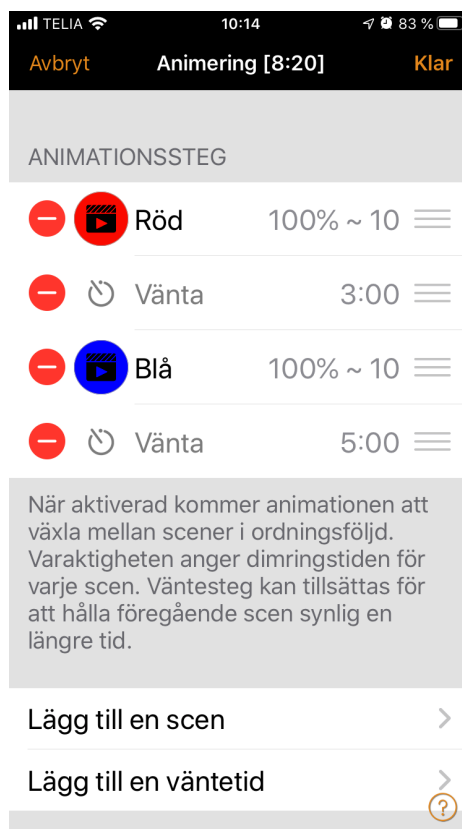 TELIA 10:14 83 %
Avbryt Animering [8:20] Klar
ANIMATIONSSTEG
Röd 100% ~ 10
Vänta 3:00
Blå 100% ~ 10
Vänta 5:00
När aktiverad kommer animationen att
växla mellan scener i ordningsföljd.
Varaktigheten anger dimringstiden för
varje scen. Väntesteg kan tillsättas för
att hålla föregående scen synlig en
längre tid.
Lägg till en scen
Lägg till en väntetid
?